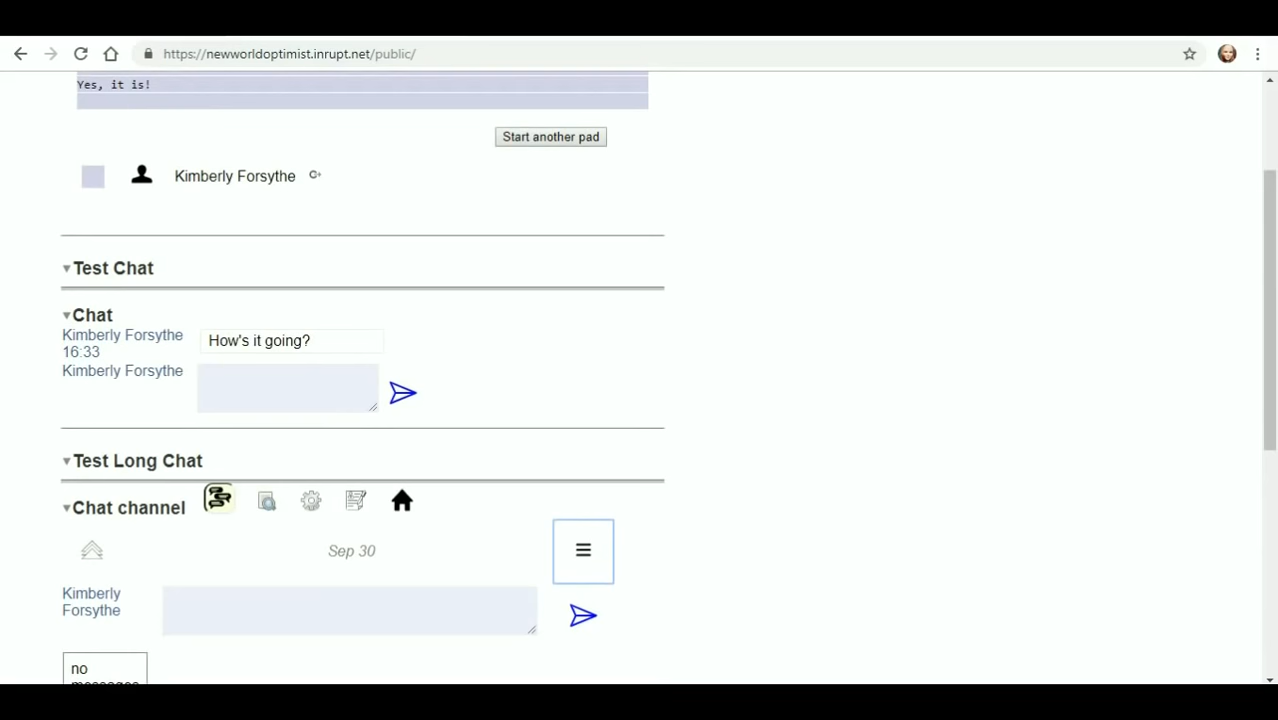 https://newworldoptimist.inrupt.net/public/
Yes, it is!
Start another pad
Kimberly Forsythe
Test Chat
Chat
Kimberly Forsythe
16:33
How's it going?
Kimberly Forsythe
Test Long Chat
Chat channel
Sep 30
Kimberly
Forsythe
no
messages